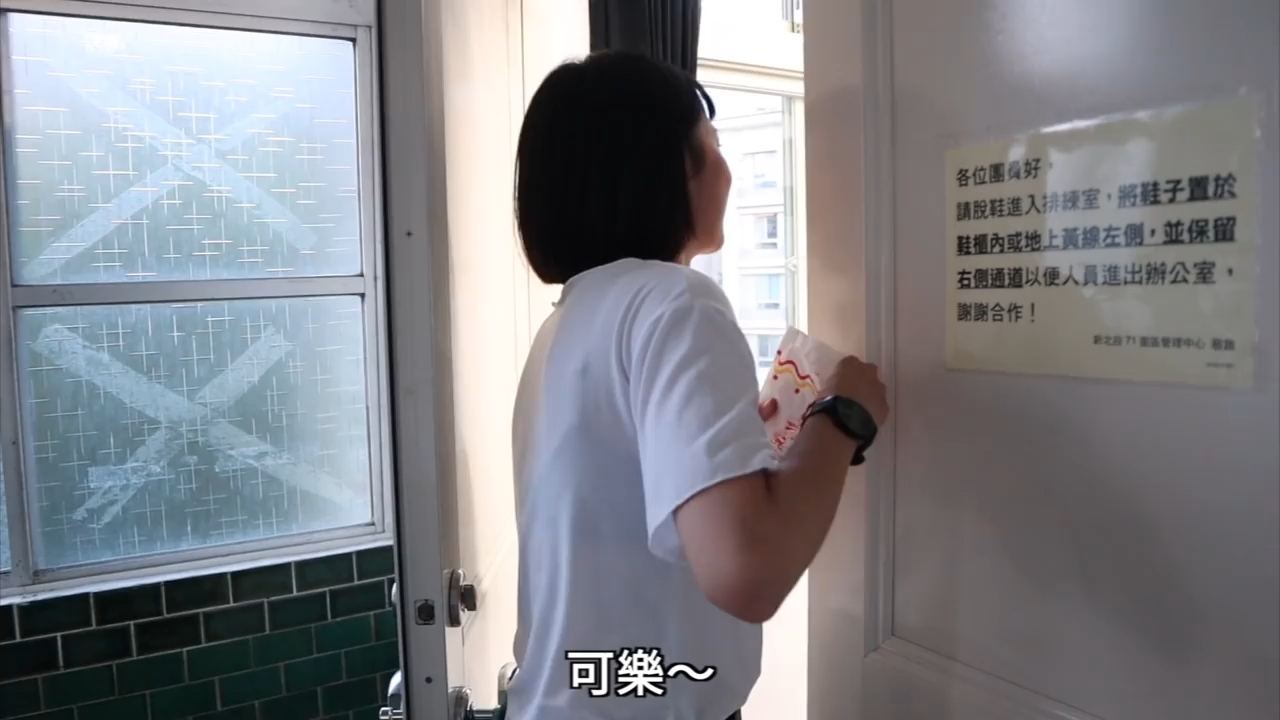 各位團員好，
請脫鞋進入排練室，將鞋子置於
鞋櫃內或地上黃線左側，並保留
右側通道以便人員進出辦公室，
謝謝合作！
新北投71園區管理中心 敬啟
可樂～